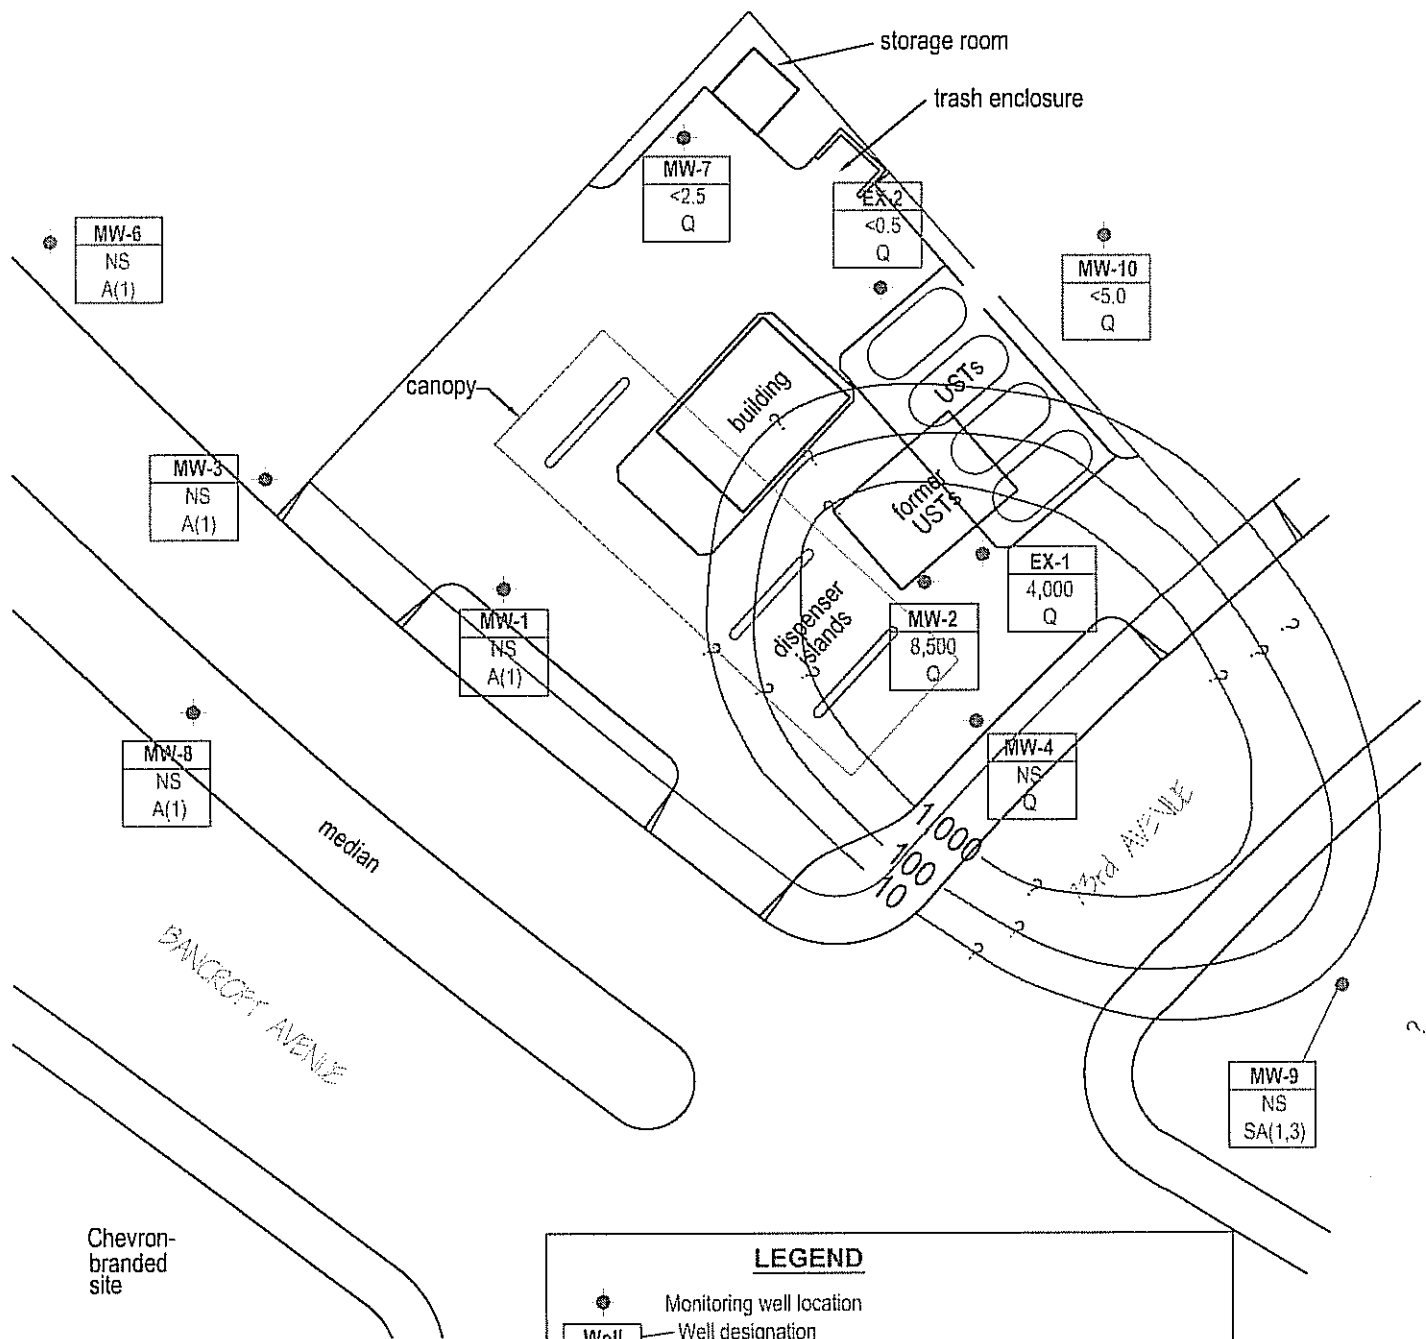 storage room
trash enclosure
MW-7
<2.5
Q
EX-2
<0.5
Q
MW-6
NS
A(1)
MW-10
<5.0
Q
canopy
building
USTs
former
USTs
MW-3
NS
A(1)
EX-1
4,000
Q
MW-1
NS
A(1)
dispenser
islands
MW-2
8,500
Q
MW-8
NS
A(1)
MW-4
NS
Q
median
1000
100
10
?
?
?
?
?
?
?
?
?
?
?
?
?
73rd AVENUE
BANCROFT AVENUE
MW-9
NS
SA(1,3)
Chevron-
branded
site
LEGEND
Monitoring well location
Well
Well designation